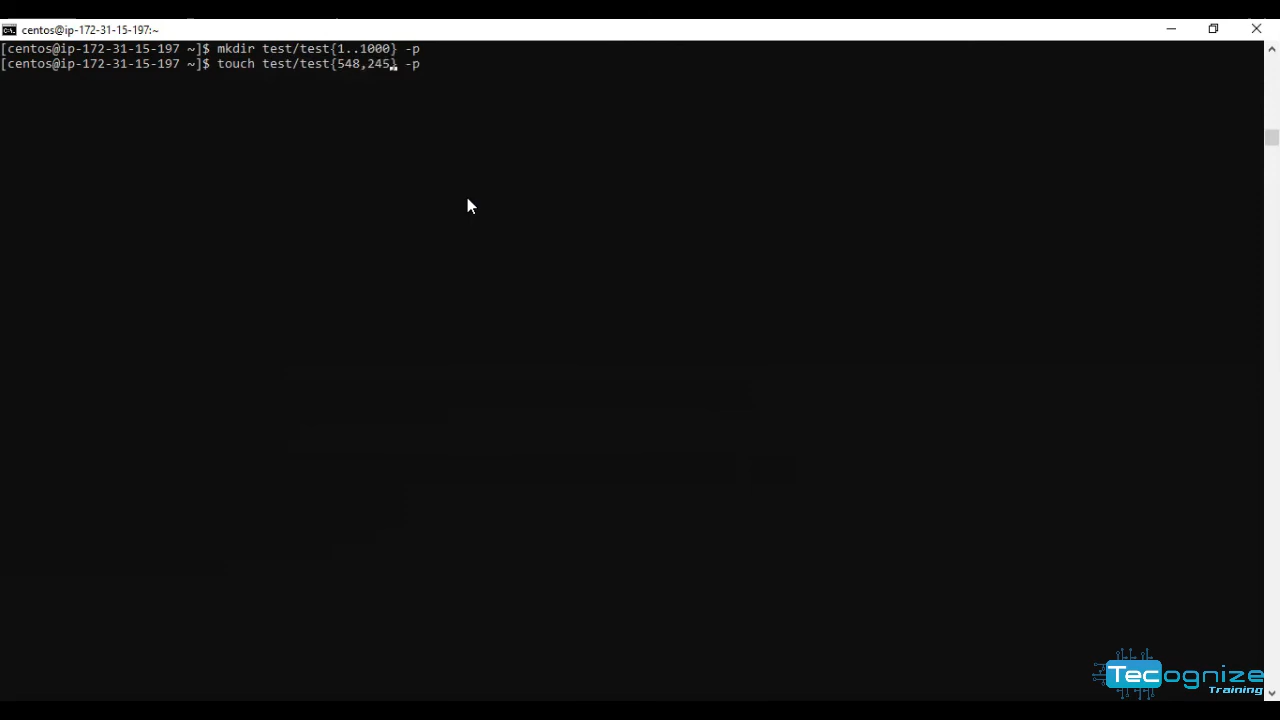 centos@ip-172-31-15-197:~
[centos@ip-172-31-15-197 ~]$ mkdir test/test{1..1000} -p
[centos@ip-172-31-15-197 ~]$ touch test/test{548,245} -p
Tecognize
Training